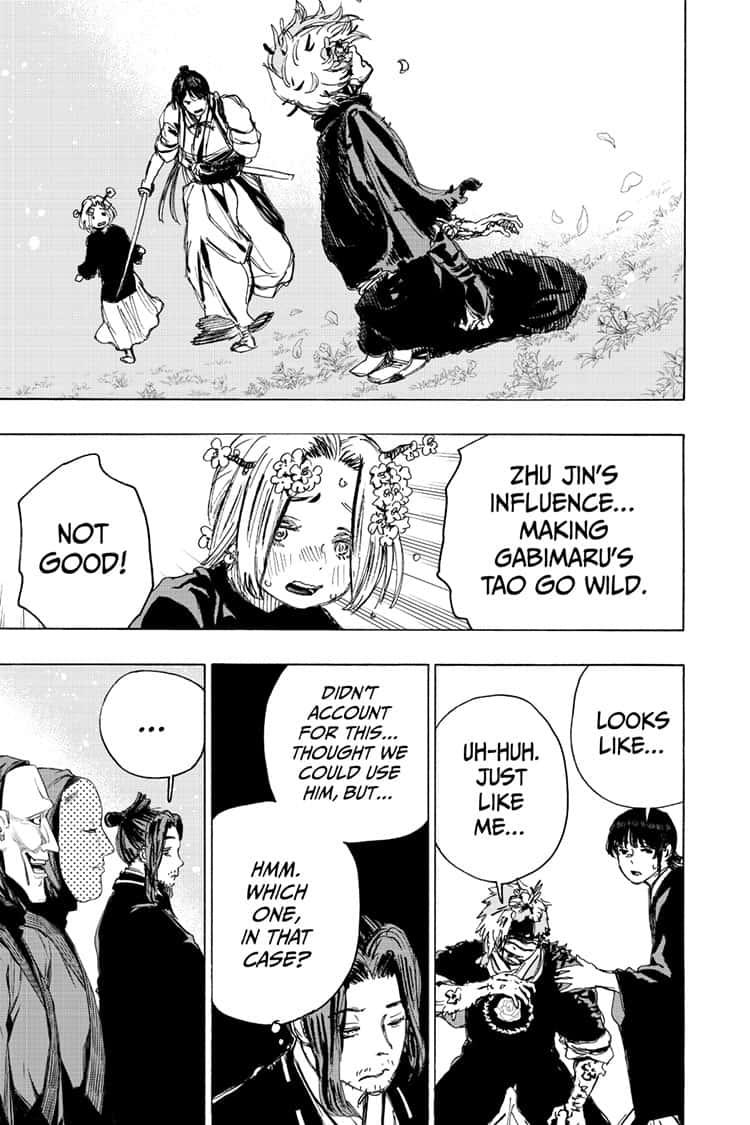 ZHU JIN'S
INFLUENCE...
MAKING
GABIMARU'S
TAO GO WILD.
NOT
GOOD!
LOOKS
LIKE...
UH-HUH.
JUST
LIKE
ME...
DIDN'T
ACCOUNT
FOR THIS...
THOUGHT WE
COULD USE
HIM, BUT...
HMM.
WHICH
ONE,
IN THAT
CASE?
...